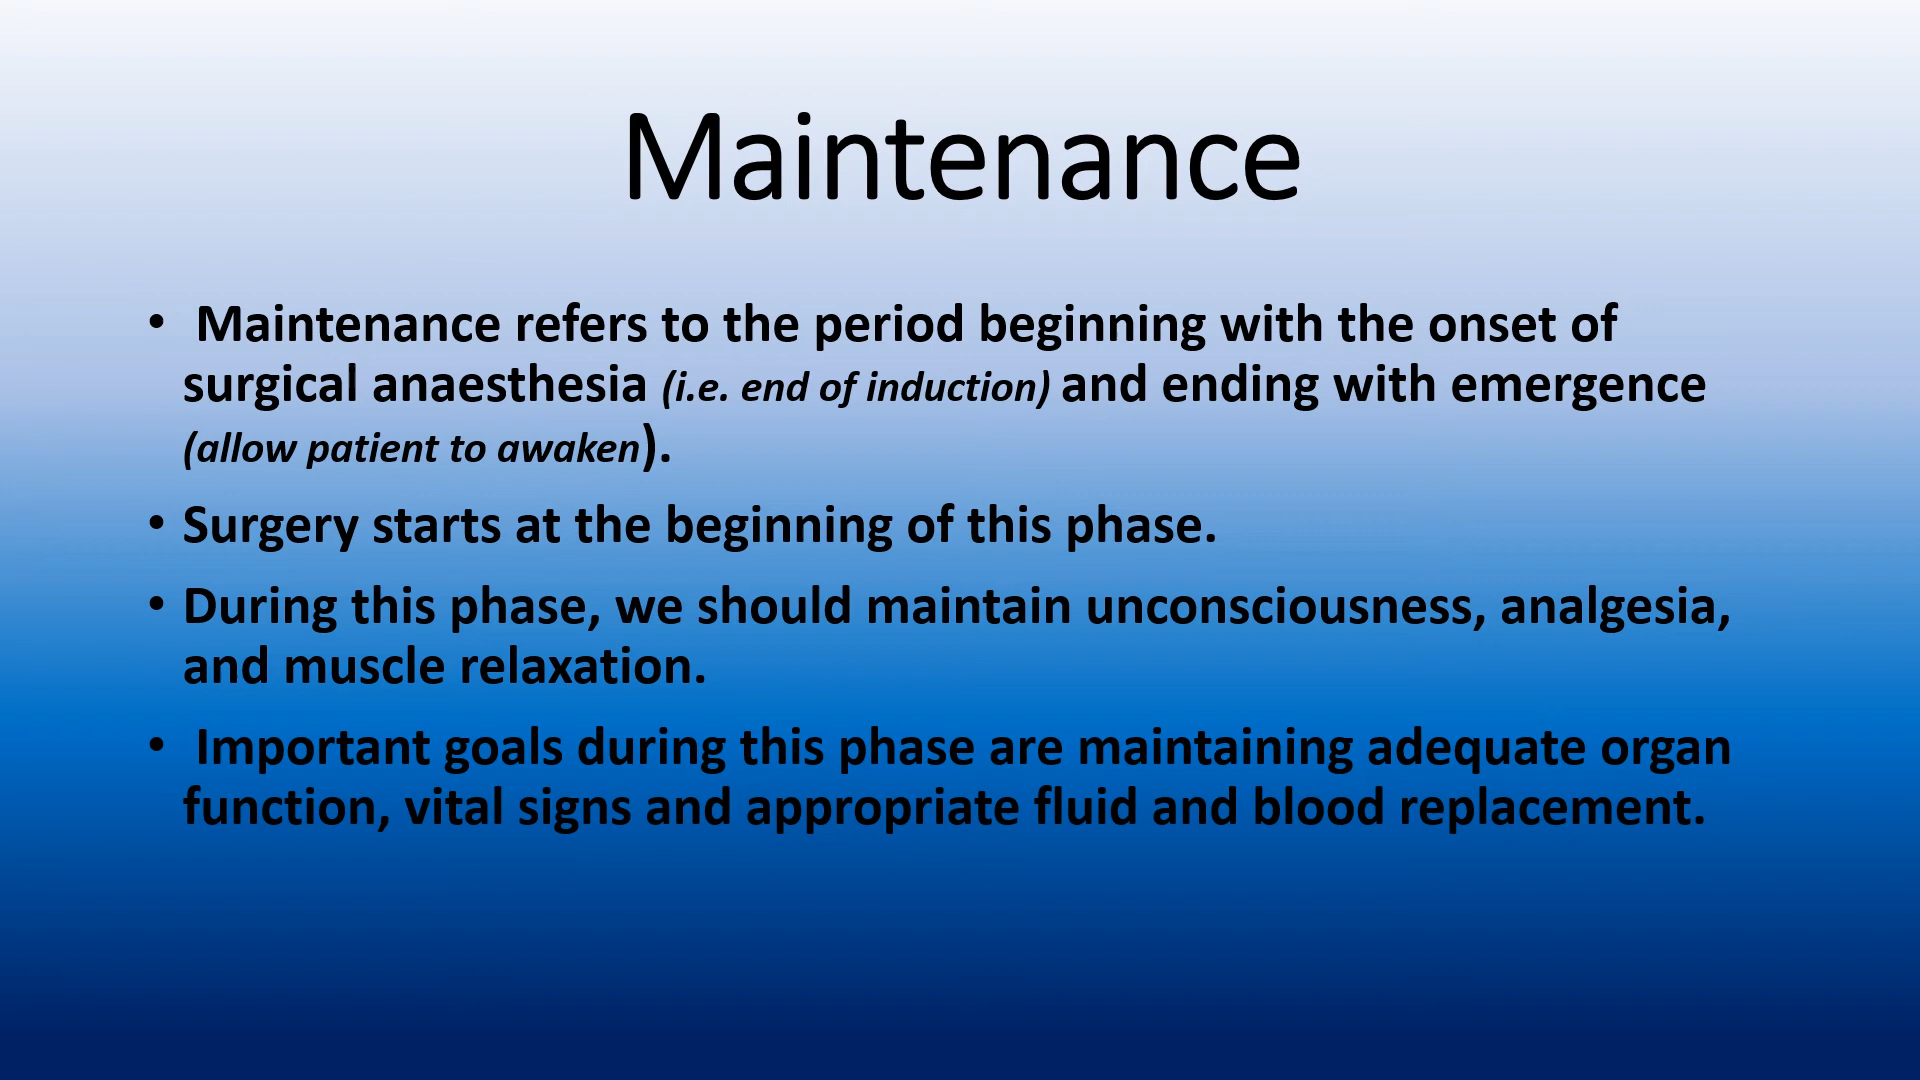 Maintenance
• Maintenance refers to the period beginning with the onset of
surgical anaesthesia (i.e. end of induction) and ending with emergence
(allow patient to awaken).
• Surgery starts at the beginning of this phase.
• During this phase, we should maintain unconsciousness, analgesia,
and muscle relaxation.
• Important goals during this phase are maintaining adequate organ
function, vital signs and appropriate fluid and blood replacement.